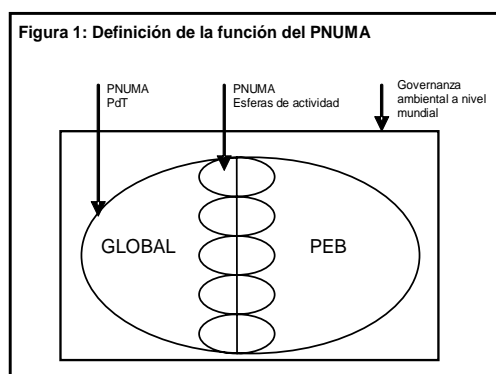 Figura 1: Definición de la función del PNUMA
PNUMA
PdT
PNUMA
Esferas de actividad
Governanza
ambiental a nivel
mundial
GLOBAL
PEB